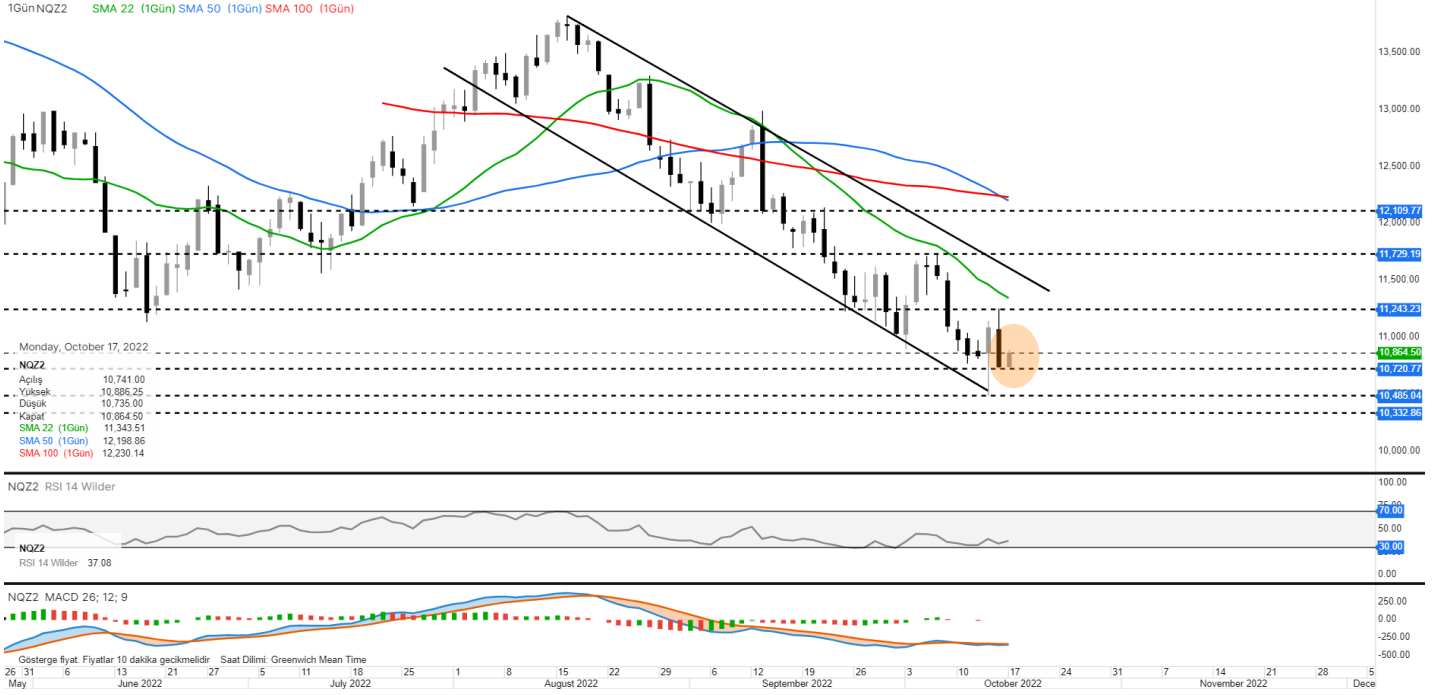 1Gün NQZ2 SMA 22 (1Gün) SMA 50 (1Gün) SMA 100 (1Gün)
13,500.00
13,000.00
12,500.00
12,109.77
12,000.00
11,729.19
11,500.00
11,243.23
11,000.00
10,864.50
10,720.77
10,485.04
10,332.86
10,000.00
Monday, October 17, 2022
NQZ2
Açılış 10,741.00
Yüksek 10,886.25
Düşük 10,735.00
Kapat 10,864.50
SMA 22 (1Gün) 11,343.51
SMA 50 (1Gün) 12,198.86
SMA 100 (1Gün) 12,230.14
NQZ2 RSI 14 Wilder
100.00
70.00
50.00
30.00
0.00
NQZ2
RSI 14 Wilder 37.08
NQZ2 MACD 26; 12; 9
250.00
0.00
-250.00
-500.00
Gösterge fiyat. Fiyatlar 10 dakika gecikmelidir Saat Dilimi: Greenwich Mean Time
26 31 6 13 21 27 5 11 18 25 1 8 15 22 29 6 12 19 26 3 10 17 24 31 7 14 21 28 5
May June 2022 July 2022 August 2022 September 2022 October 2022 November 2022 Dece